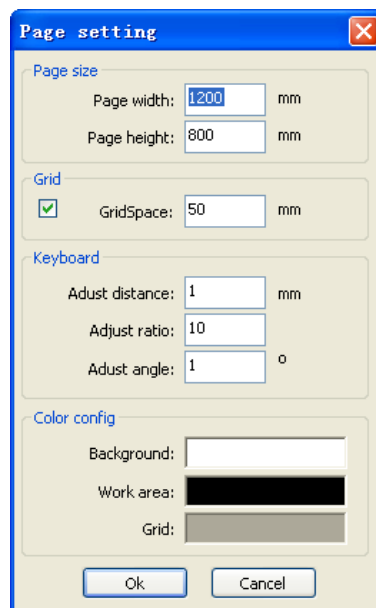 Page setting
Page size
Page width: 1200 mm
Page height: 800 mm
Grid
GridSpace: 50 mm
Keyboard
Adust distance: 1 mm
Adjust ratio: 10
Adust angle: 1 o
Color config
Background:
Work area:
Grid:
Ok Cancel